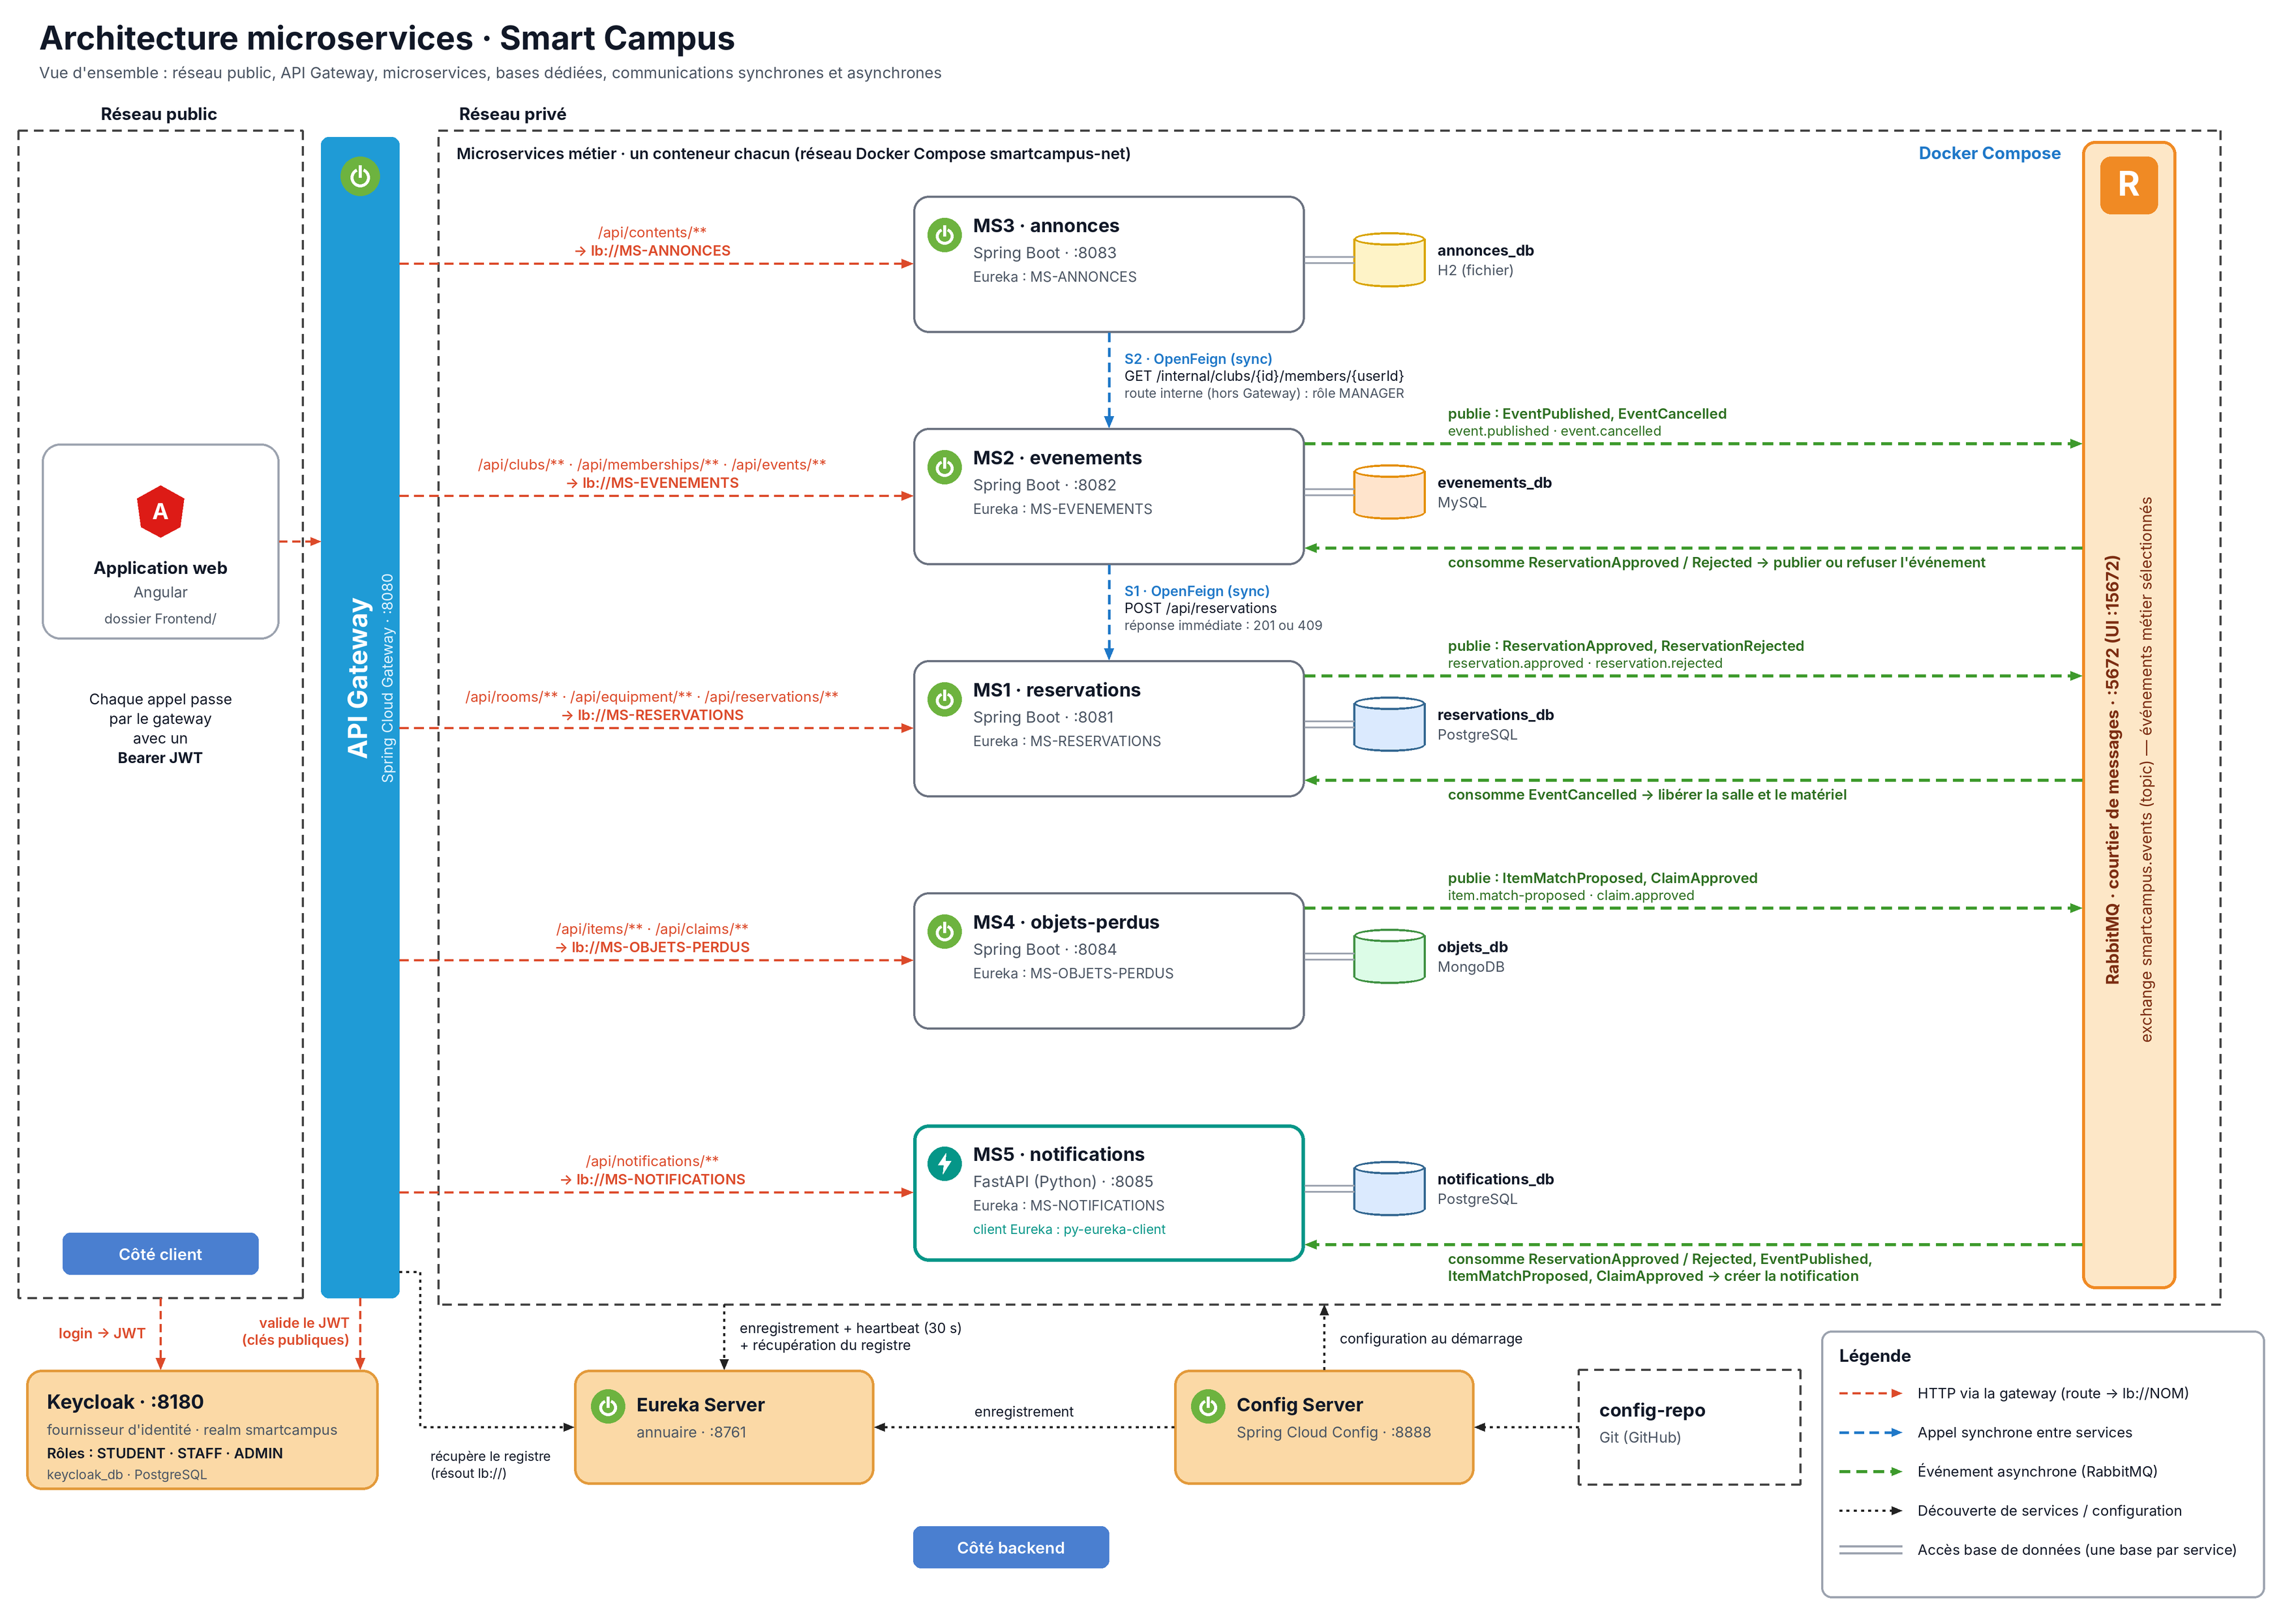 Architecture microservices · Smart Campus
Vue d'ensemble : réseau public, API Gateway, microservices, bases dédiées, communications synchrones et asynchrones
Réseau public
A
Application web
Angular
dossier Frontend/
Chaque appel passe
par le gateway
avec un
Bearer JWT
Côté client
API Gateway
Spring Cloud Gateway · :8080
Réseau privé
Microservices métier · un conteneur chacun (réseau Docker Compose smartcampus-net)
Docker Compose
/api/contents/**
→ lb://MS-ANNONCES
MS3 · annonces
Spring Boot · :8083
Eureka : MS-ANNONCES
annonces_db
H2 (fichier)
S2 · OpenFeign (sync)
GET /internal/clubs/{id}/members/{userId}
route interne (hors Gateway) : rôle MANAGER
/api/clubs/** · /api/memberships/** · /api/events/**
→ lb://MS-EVENEMENTS
MS2 · evenements
Spring Boot · :8082
Eureka : MS-EVENEMENTS
publie : EventPublished, EventCancelled
event.published · event.cancelled
evenements_db
MySQL
consomme ReservationApproved / Rejected → publier ou refuser l'événement
S1 · OpenFeign (sync)
POST /api/reservations
réponse immédiate : 201 ou 409
/api/rooms/** · /api/equipment/** · /api/reservations/**
→ lb://MS-RESERVATIONS
MS1 · reservations
Spring Boot · :8081
Eureka : MS-RESERVATIONS
publie : ReservationApproved, ReservationRejected
reservation.approved · reservation.rejected
reservations_db
PostgreSQL
consomme EventCancelled → libérer la salle et le matériel
/api/items/** · /api/claims/**
→ lb://MS-OBJETS-PERDUS
MS4 · objets-perdus
Spring Boot · :8084
Eureka : MS-OBJETS-PERDUS
publie : ItemMatchProposed, ClaimApproved
item.match-proposed · claim.approved
objets_db
MongoDB
/api/notifications/**
→ lb://MS-NOTIFICATIONS
MS5 · notifications
FastAPI (Python) · :8085
Eureka : MS-NOTIFICATIONS
client Eureka : py-eureka-client
notifications_db
PostgreSQL
consomme ReservationApproved / Rejected, EventPublished,
ItemMatchProposed, ClaimApproved → créer la notification
R
RabbitMQ · courtier de messages · :5672 (UI :15672)
exchange smartcampus.events (topic) — événements métier sélectionnés
login → JWT
valide le JWT
(clés publiques)
Keycloak · :8180
fournisseur d'identité · realm smartcampus
Rôles : STUDENT · STAFF · ADMIN
keycloak_db · PostgreSQL
récupère le registre
(résout lb://)
enregistrement + heartbeat (30 s)
+ récupération du registre
Eureka Server
annuaire · :8761
enregistrement
configuration au démarrage
Config Server
Spring Cloud Config · :8888
config-repo
Git (GitHub)
Côté backend
Légende
HTTP via la gateway (route → lb://NOM)
Appel synchrone entre services
Événement asynchrone (RabbitMQ)
Découverte de services / configuration
Accès base de données (une base par service)